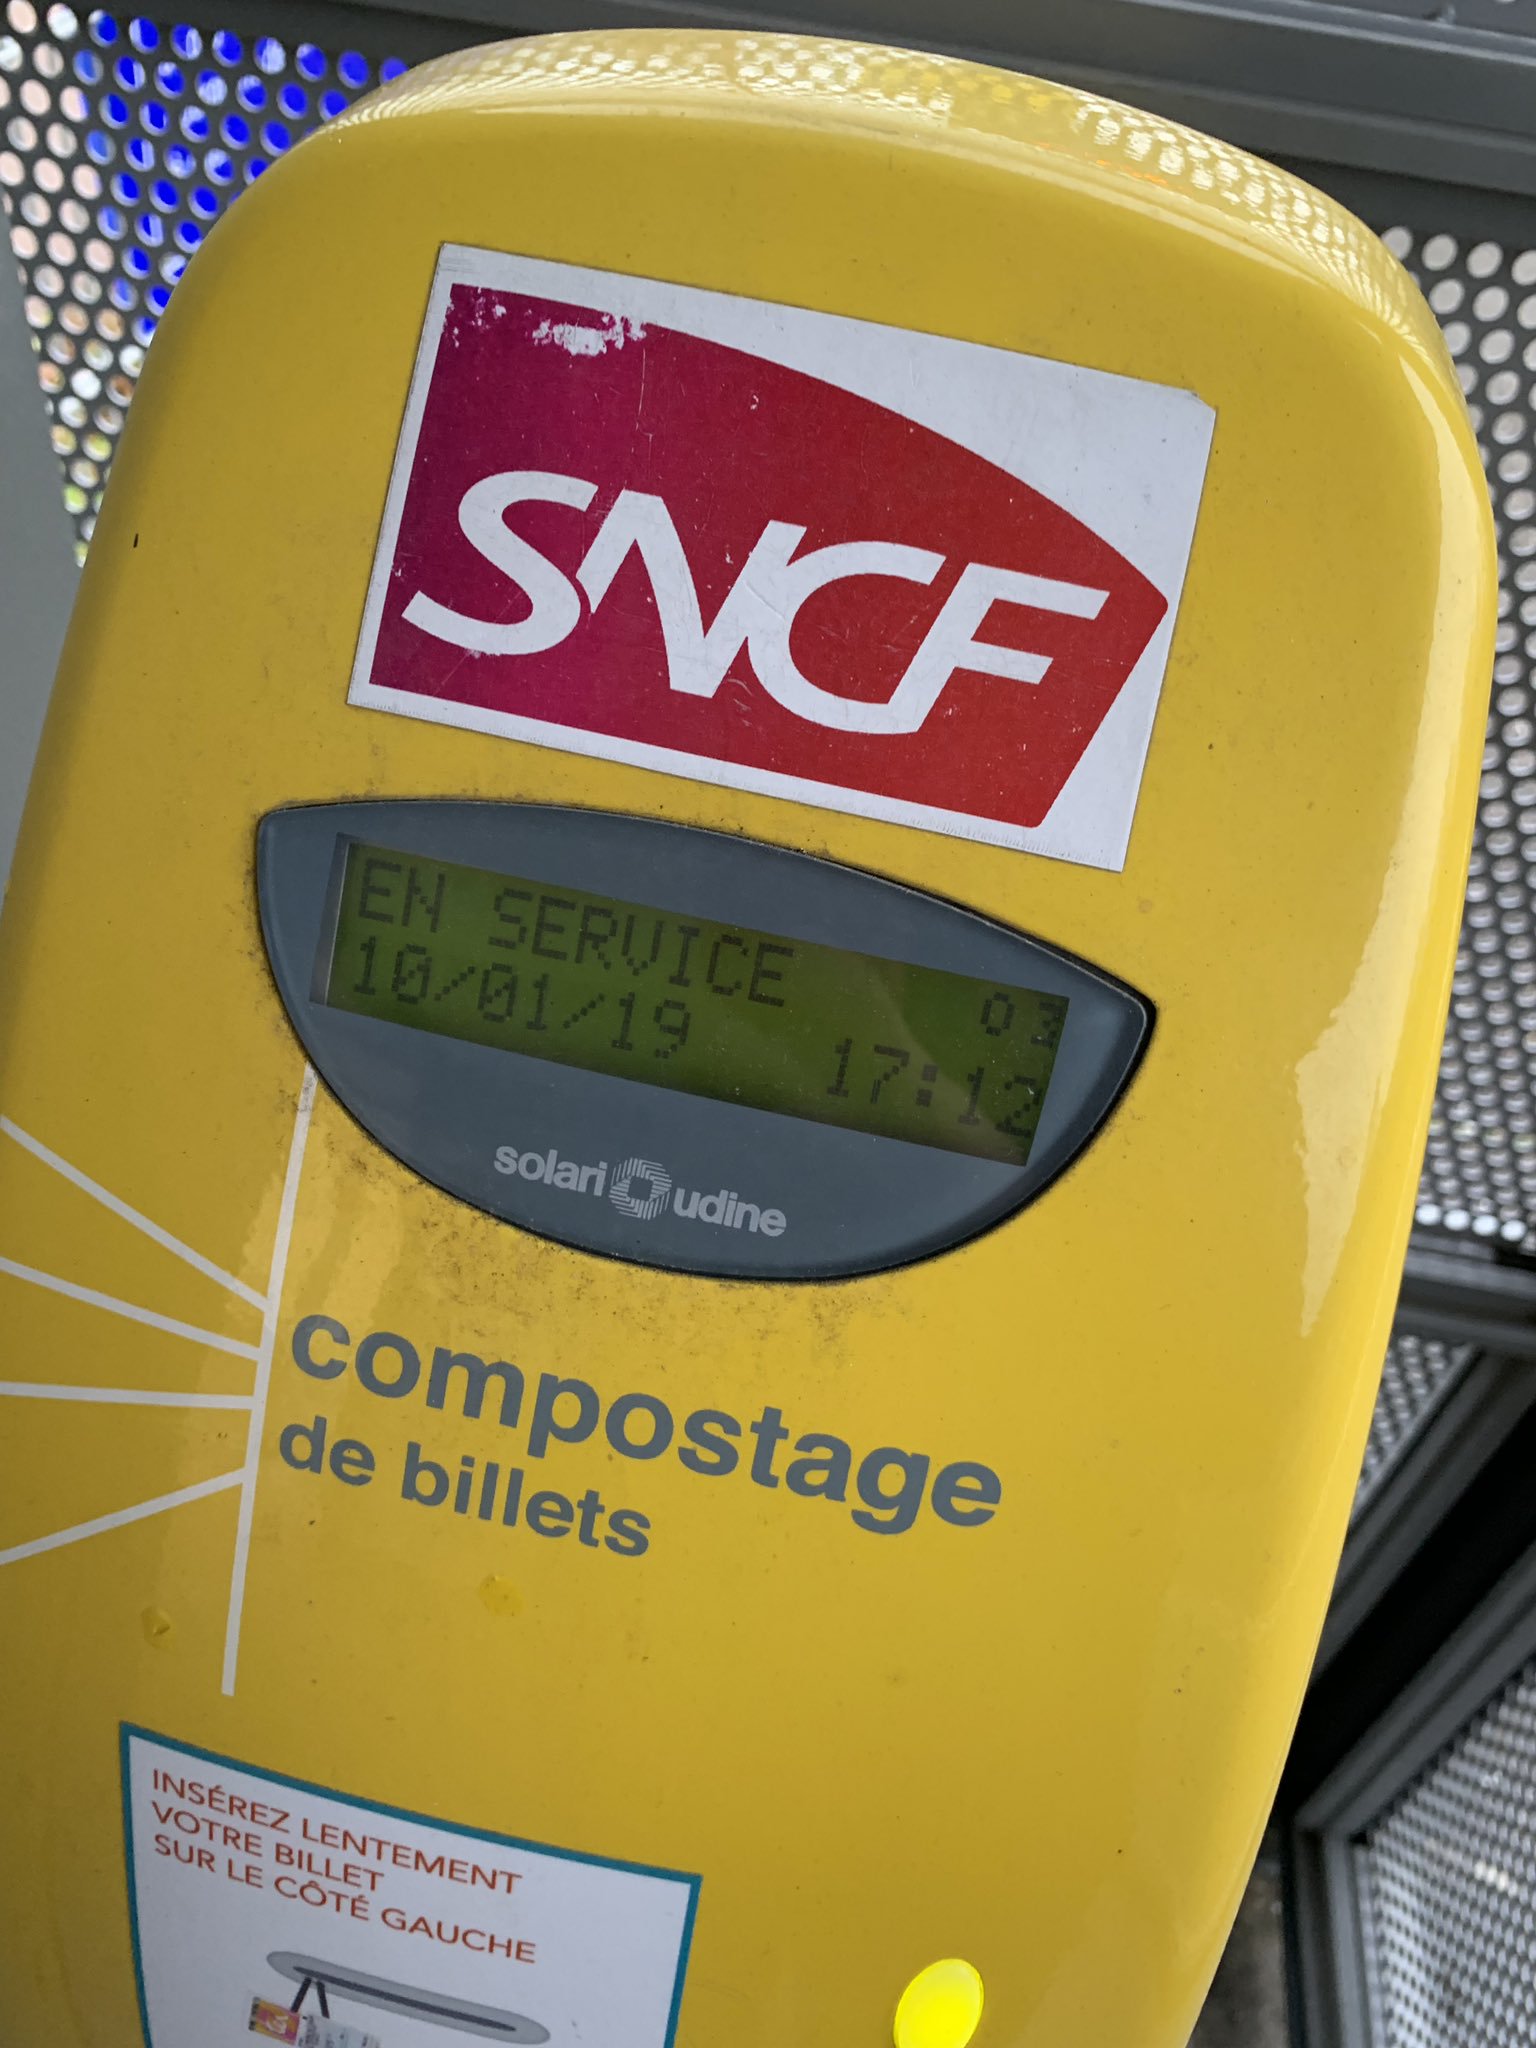 SNCF
EN SERVICE
10/01/19 17:12
solari udine
compostage
de billets
INSÉREZ LENTEMENT
VOTRE BILLET
SUR LE CÔTÉ GAUCHE